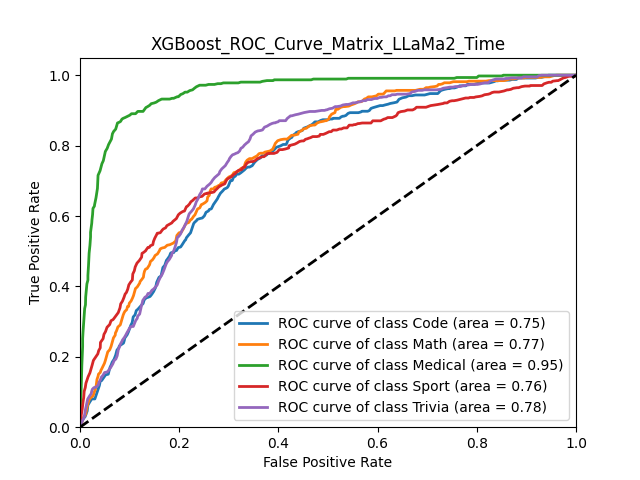 XGBoost_ROC_Curve_Matrix_LLaMa2_Time
1.0
0.8
0.6
0.4
0.2
0.0
True Positive Rate
ROC curve of class Code (area = 0.75)
ROC curve of class Math (area = 0.77)
ROC curve of class Medical (area = 0.95)
ROC curve of class Sport (area = 0.76)
ROC curve of class Trivia (area = 0.78)
0.0 0.2 0.4 0.6 0.8 1.0
False Positive Rate